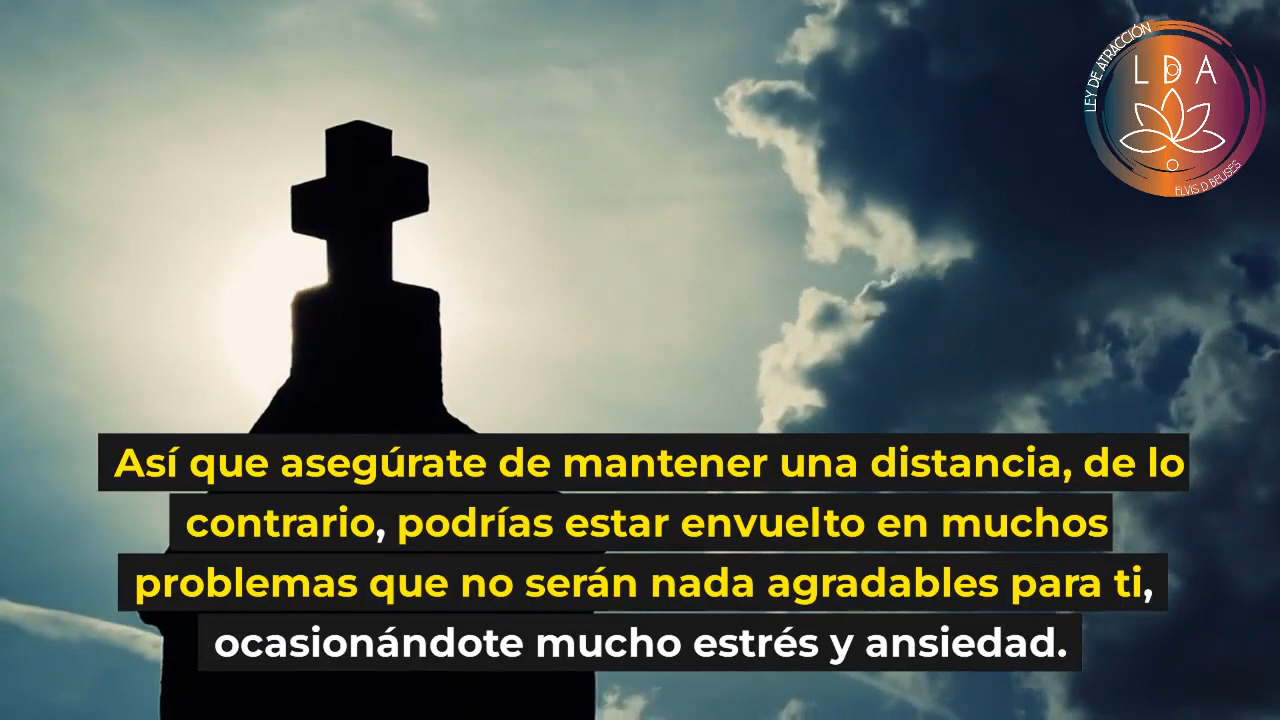 LEY DE ATRACCIÓN
LDA
ELVIS D BELISES
Así que asegúrate de mantener una distancia, de lo
contrario, podrías estar envuelto en muchos
problemas que no serán nada agradables para ti,
ocasionándote mucho estrés y ansiedad.